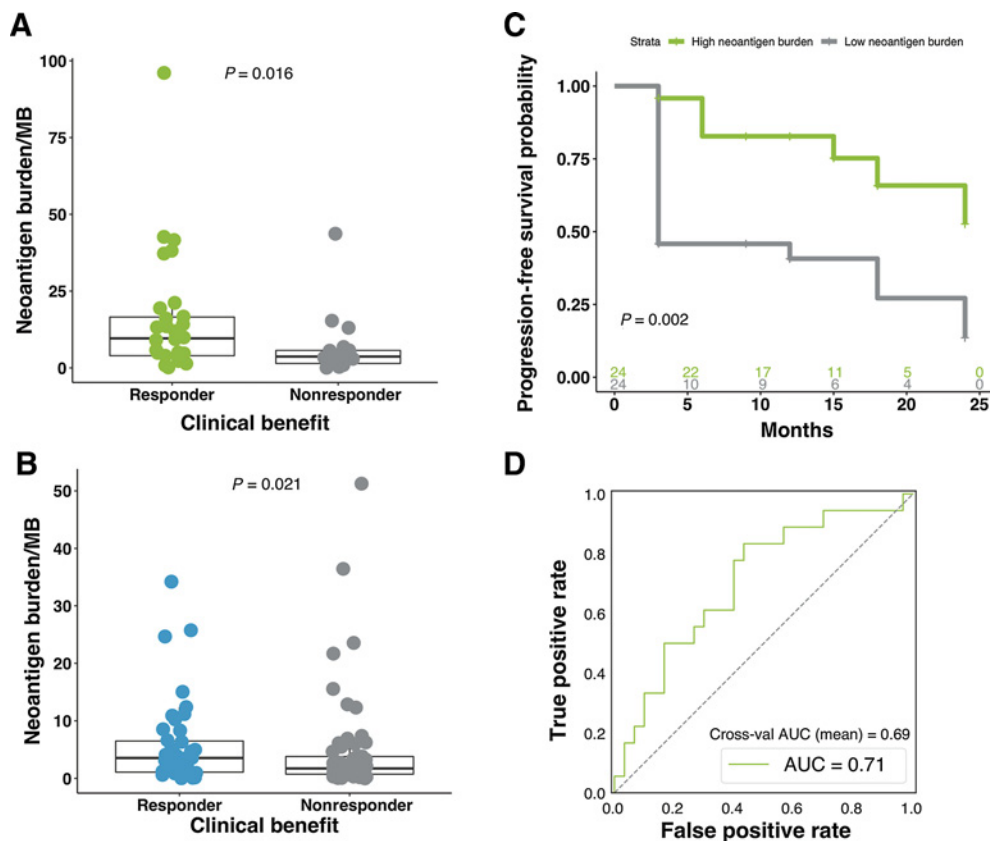 A
P = 0.016
Neoantigen burden/MB
100
75
50
25
0
Responder
Nonresponder
Clinical benefit
B
P = 0.021
Neoantigen burden/MB
50
40
30
20
10
0
Responder
Nonresponder
Clinical benefit
C
Strata High neoantigen burden Low neoantigen burden
Progression-free survival probability
1.00
0.75
0.50
0.25
0.00
P = 0.002
24 22 17 11 5 0
24 10 9 6 4 0
0 5 10 15 20 25
Months
D
True positive rate
1.0
0.8
0.6
0.4
0.2
0.0
Cross-val AUC (mean) = 0.69
AUC = 0.71
0.0 0.2 0.4 0.6 0.8 1.0
False positive rate